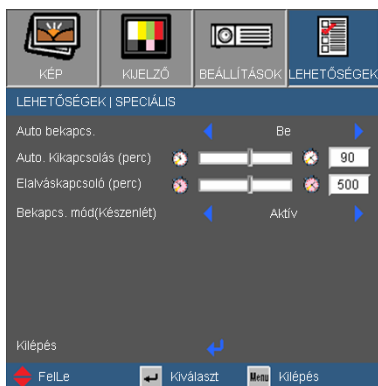 KÉP KIJELZŐ BEÁLLÍTÁSOK LEHETŐSÉGEK
LEHETŐSÉGEK | SPECIÁLIS
Auto bekapcs. Be
Auto. Kikapcsolás (perc) 90
Elalváskapcsoló (perc) 500
Bekapcs. mód(Készenlét) Aktív
Kilépés
FelLe Kiválaszt Menu Kilépés